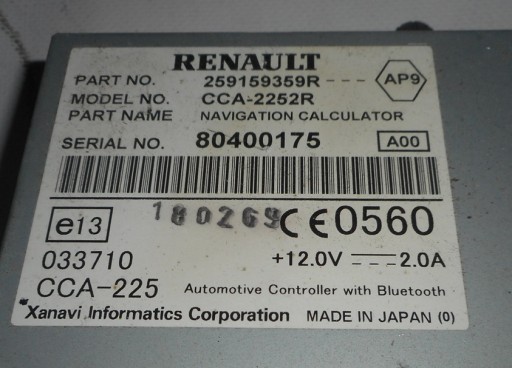 RENAULT
PART NO. 259159359R--- AP9
MODEL NO. CCA-2252R
PART NAME NAVIGATION CALCULATOR
SERIAL NO. 80400175 A00
180269
e13 CE0560
033710 +12.0V 2.0A
CCA-225 Automotive Controller with Bluetooth
Xanavi Informatics Corporation MADE IN JAPAN (0)